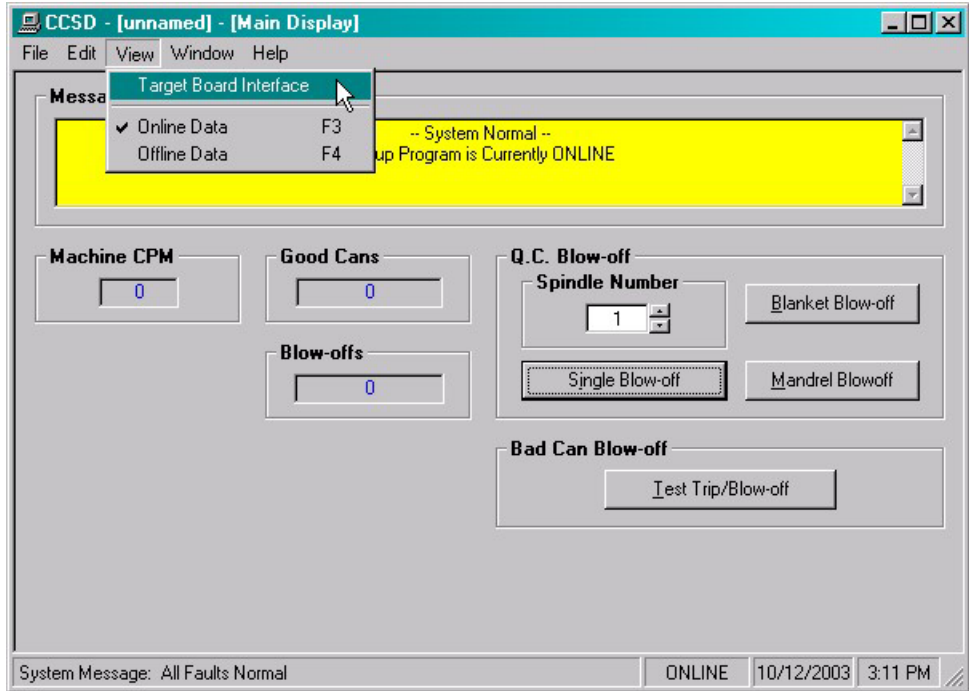 CCSD - [unnamed] - [Main Display]
File Edit View Window Help
Target Board Interface
Online Data F3
Offline Data F4
Messa
-- System Normal --
up Program is Currently ONLINE
Machine CPM
0
Good Cans
0
Blow-offs
0
Q.C. Blow-off
Spindle Number
1
Blanket Blow-off
Single Blow-off
Mandrel Blowoff
Bad Can Blow-off
Test Trip/Blow-off
System Message: All Faults Normal ONLINE 10/12/2003 3:11 PM